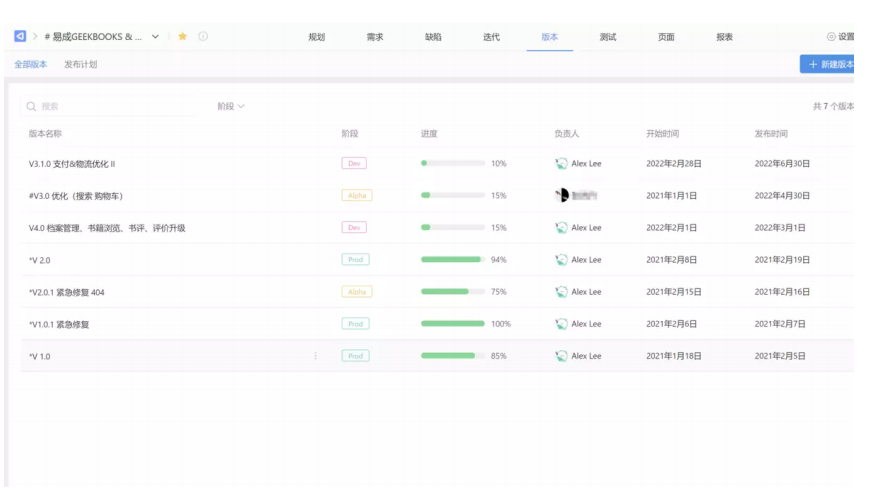 # 易成GEEKBOOKS & ... 规划 需求 缺陷 迭代 版本 测试 页面 报表 设置
全部版本 发布计划 + 新建版本
搜索 阶段 共 7 个版本
版本名称 阶段 进度 负责人 开始时间 发布时间
V3.1.0 支付&物流优化 II Dev 10% Alex Lee 2022年2月28日 2022年6月30日
#V3.0 优化（搜索 购物车） Alpha 15% 2021年1月1日 2022年4月30日
V4.0 档案管理、书籍浏览、书评、评价升级 Dev 15% Alex Lee 2022年2月1日 2022年3月1日
*V 2.0 Prod 94% Alex Lee 2021年2月8日 2021年2月19日
*V2.0.1 紧急修复 404 Alpha 75% Alex Lee 2021年2月15日 2021年2月16日
*V1.0.1 紧急修复 Prod 100% Alex Lee 2021年2月6日 2021年2月7日
*V 1.0 Prod 85% Alex Lee 2021年1月18日 2021年2月5日